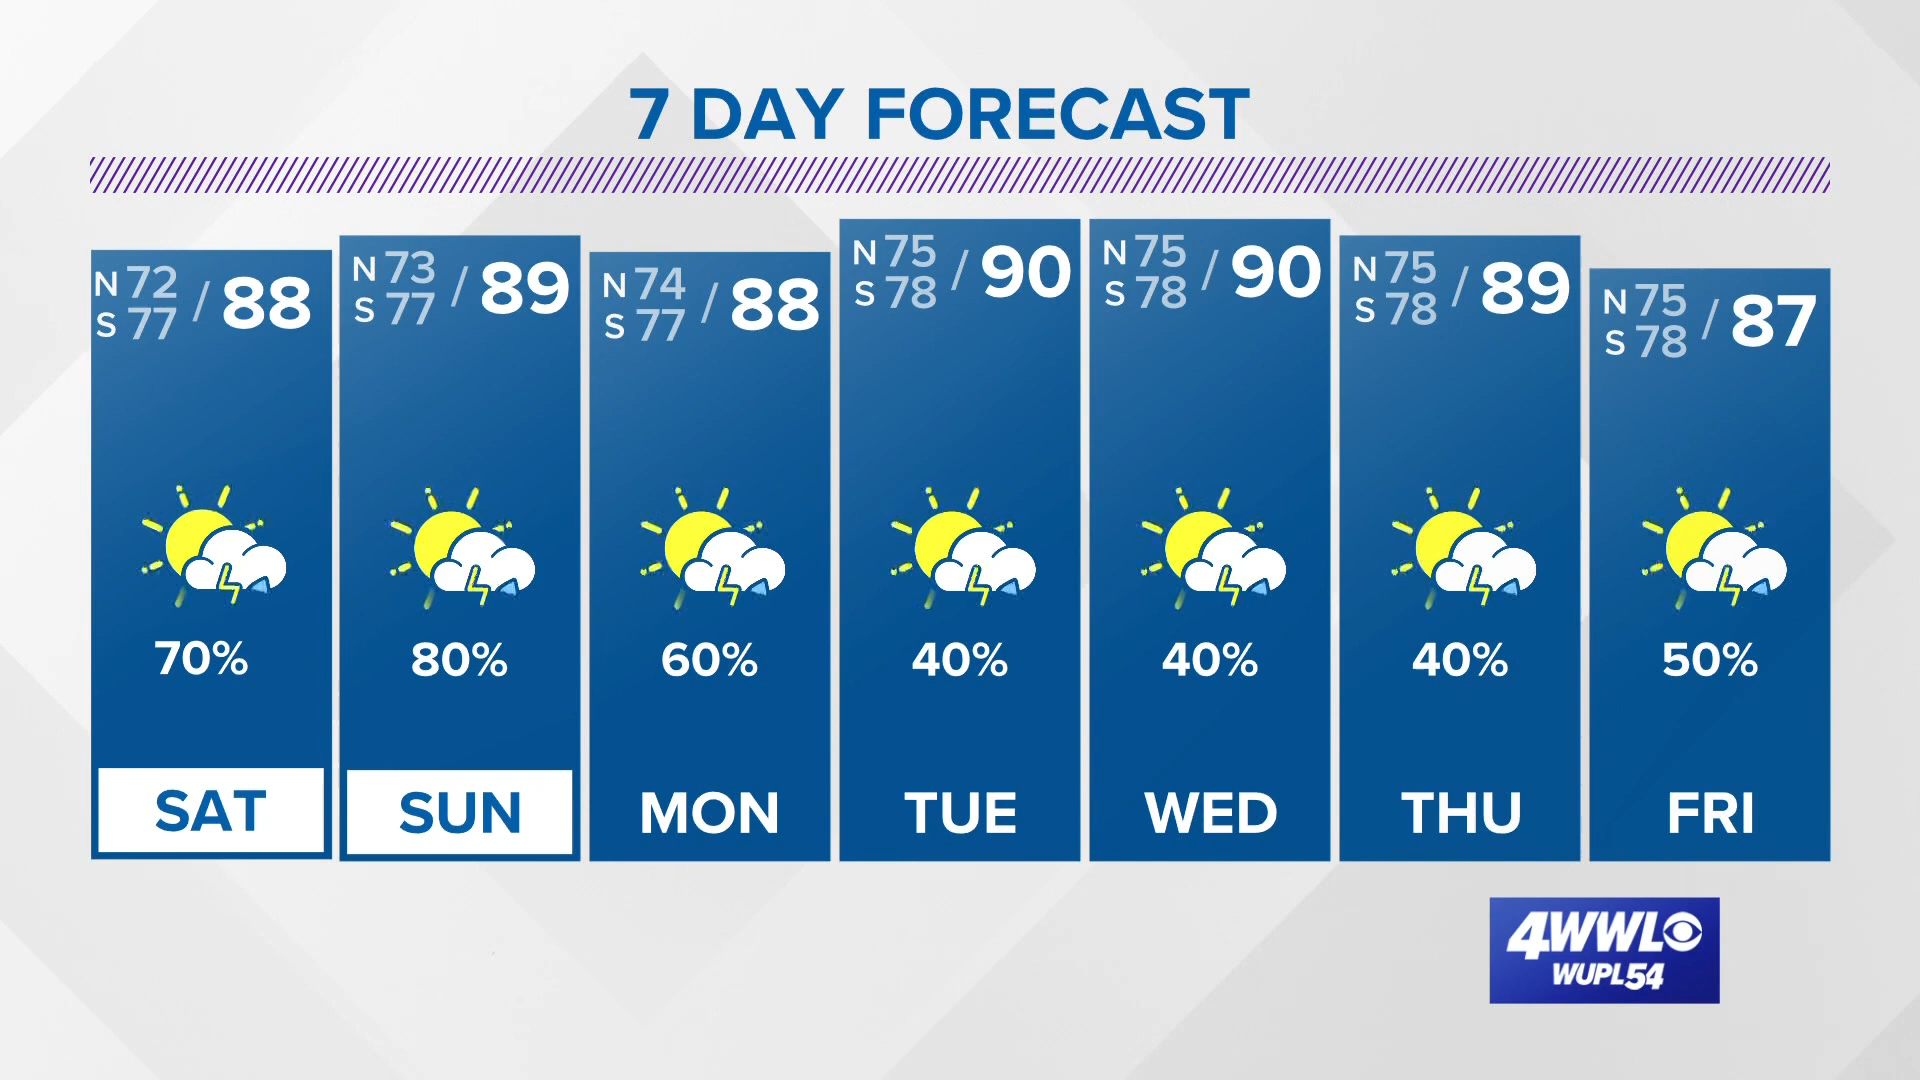 7 DAY FORECAST
N 72 / 88
S 77
70%
SAT
N 73 / 89
S 77
80%
SUN
N 74 / 88
S 77
60%
MON
N 75 / 90
S 78
40%
TUE
N 75 / 90
S 78
40%
WED
N 75 / 89
S 78
40%
THU
N 75 / 87
S 78
50%
FRI
4WWL
WUPL54